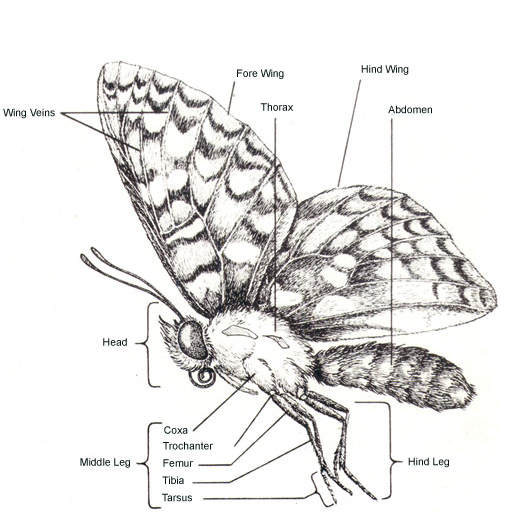 Fore Wing
Hind Wing
Wing Veins
Thorax
Abdomen
Head
Coxa
Trochanter
Middle Leg
Femur
Hind Leg
Tibia
Tarsus